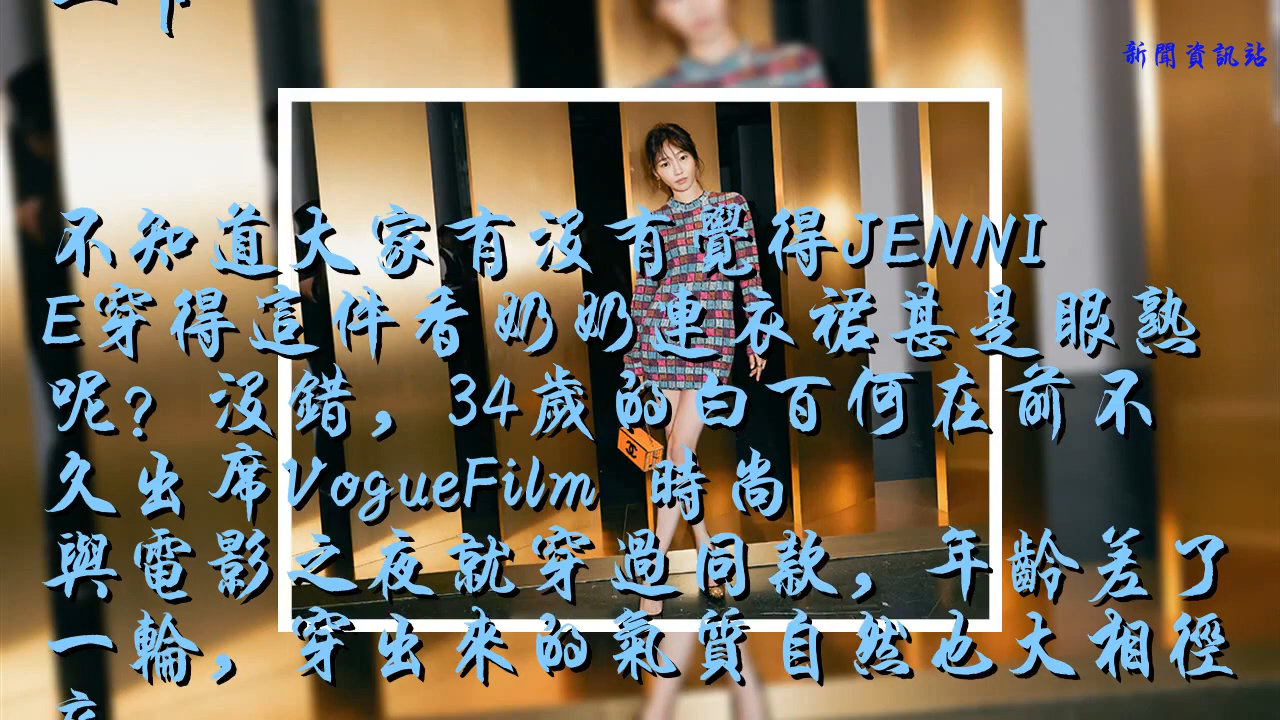 新聞資訊站
不知道大家有沒有覺得JENNI
E穿得這件香奶奶連衣裙甚是眼熟
呢？沒錯，34歲的白百何在前不
久出席VogueFilm 時尚
與電影之夜就穿過同款，年齡差了
一輪，穿出來的氣質自然也大相徑